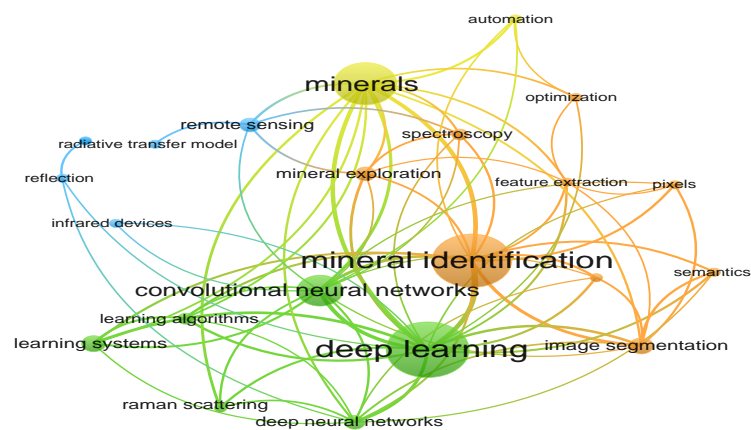 automation
minerals
optimization
remote sensing
spectroscopy
radiative transfer model
mineral exploration
reflection
feature extraction
pixels
infrared devices
mineral identification
semantics
convolutional neural networks
learning algorithms
learning systems
deep learning
image segmentation
raman scattering
deep neural networks